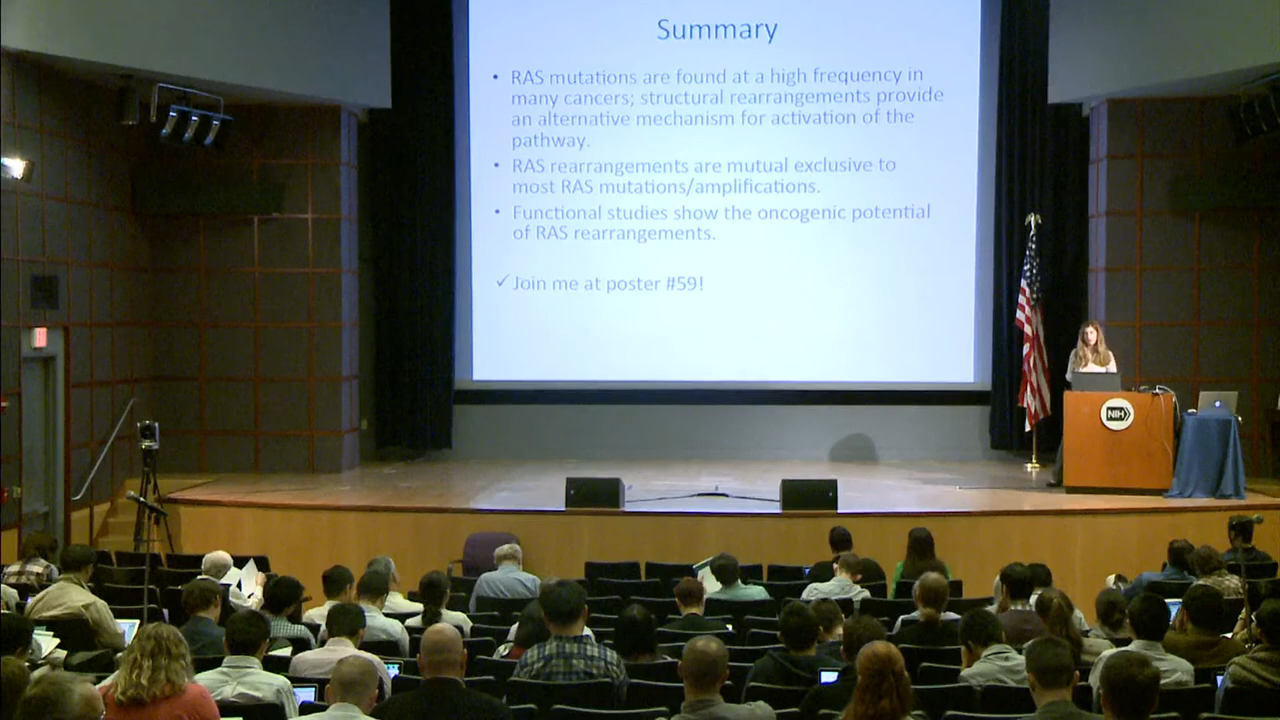 Summary
• RAS mutations are found at a high frequency in
many cancers; structural rearrangements provide
an alternative mechanism for activation of the
pathway.
• RAS rearrangements are mutual exclusive to
most RAS mutations/amplifications.
• Functional studies show the oncogenic potential
of RAS rearrangements.
✓ Join me at poster #59!
NIH